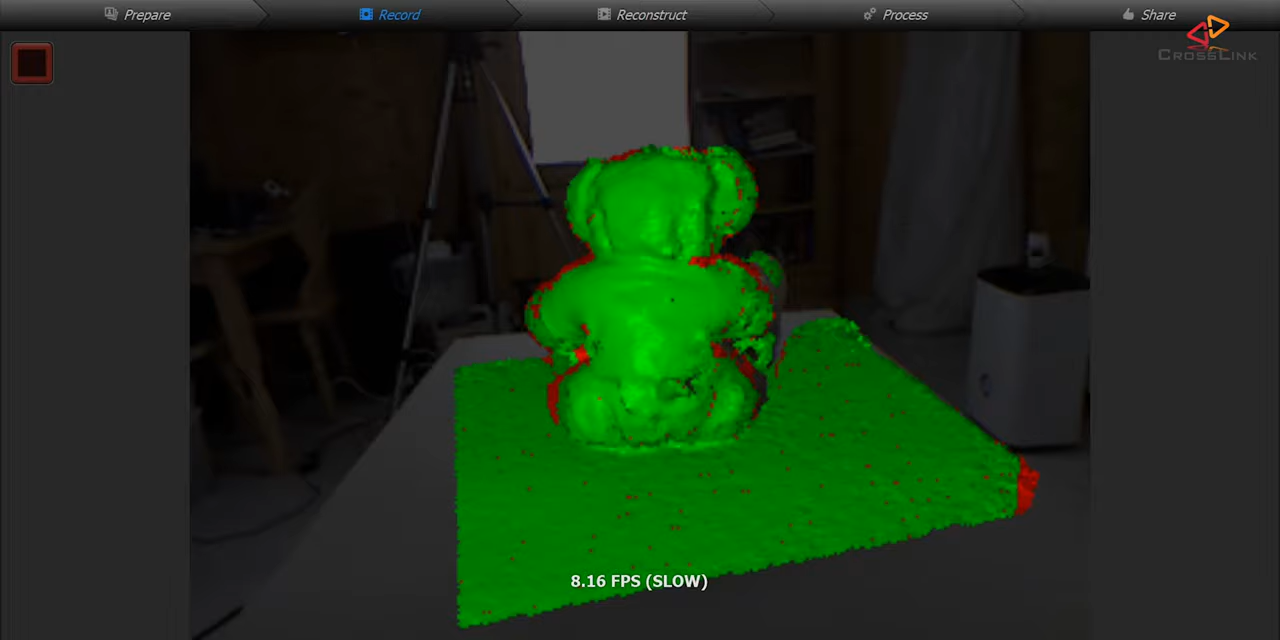 Prepare
Record
Reconstruct
Process
Share
CROSSLINK
8.16 FPS (SLOW)